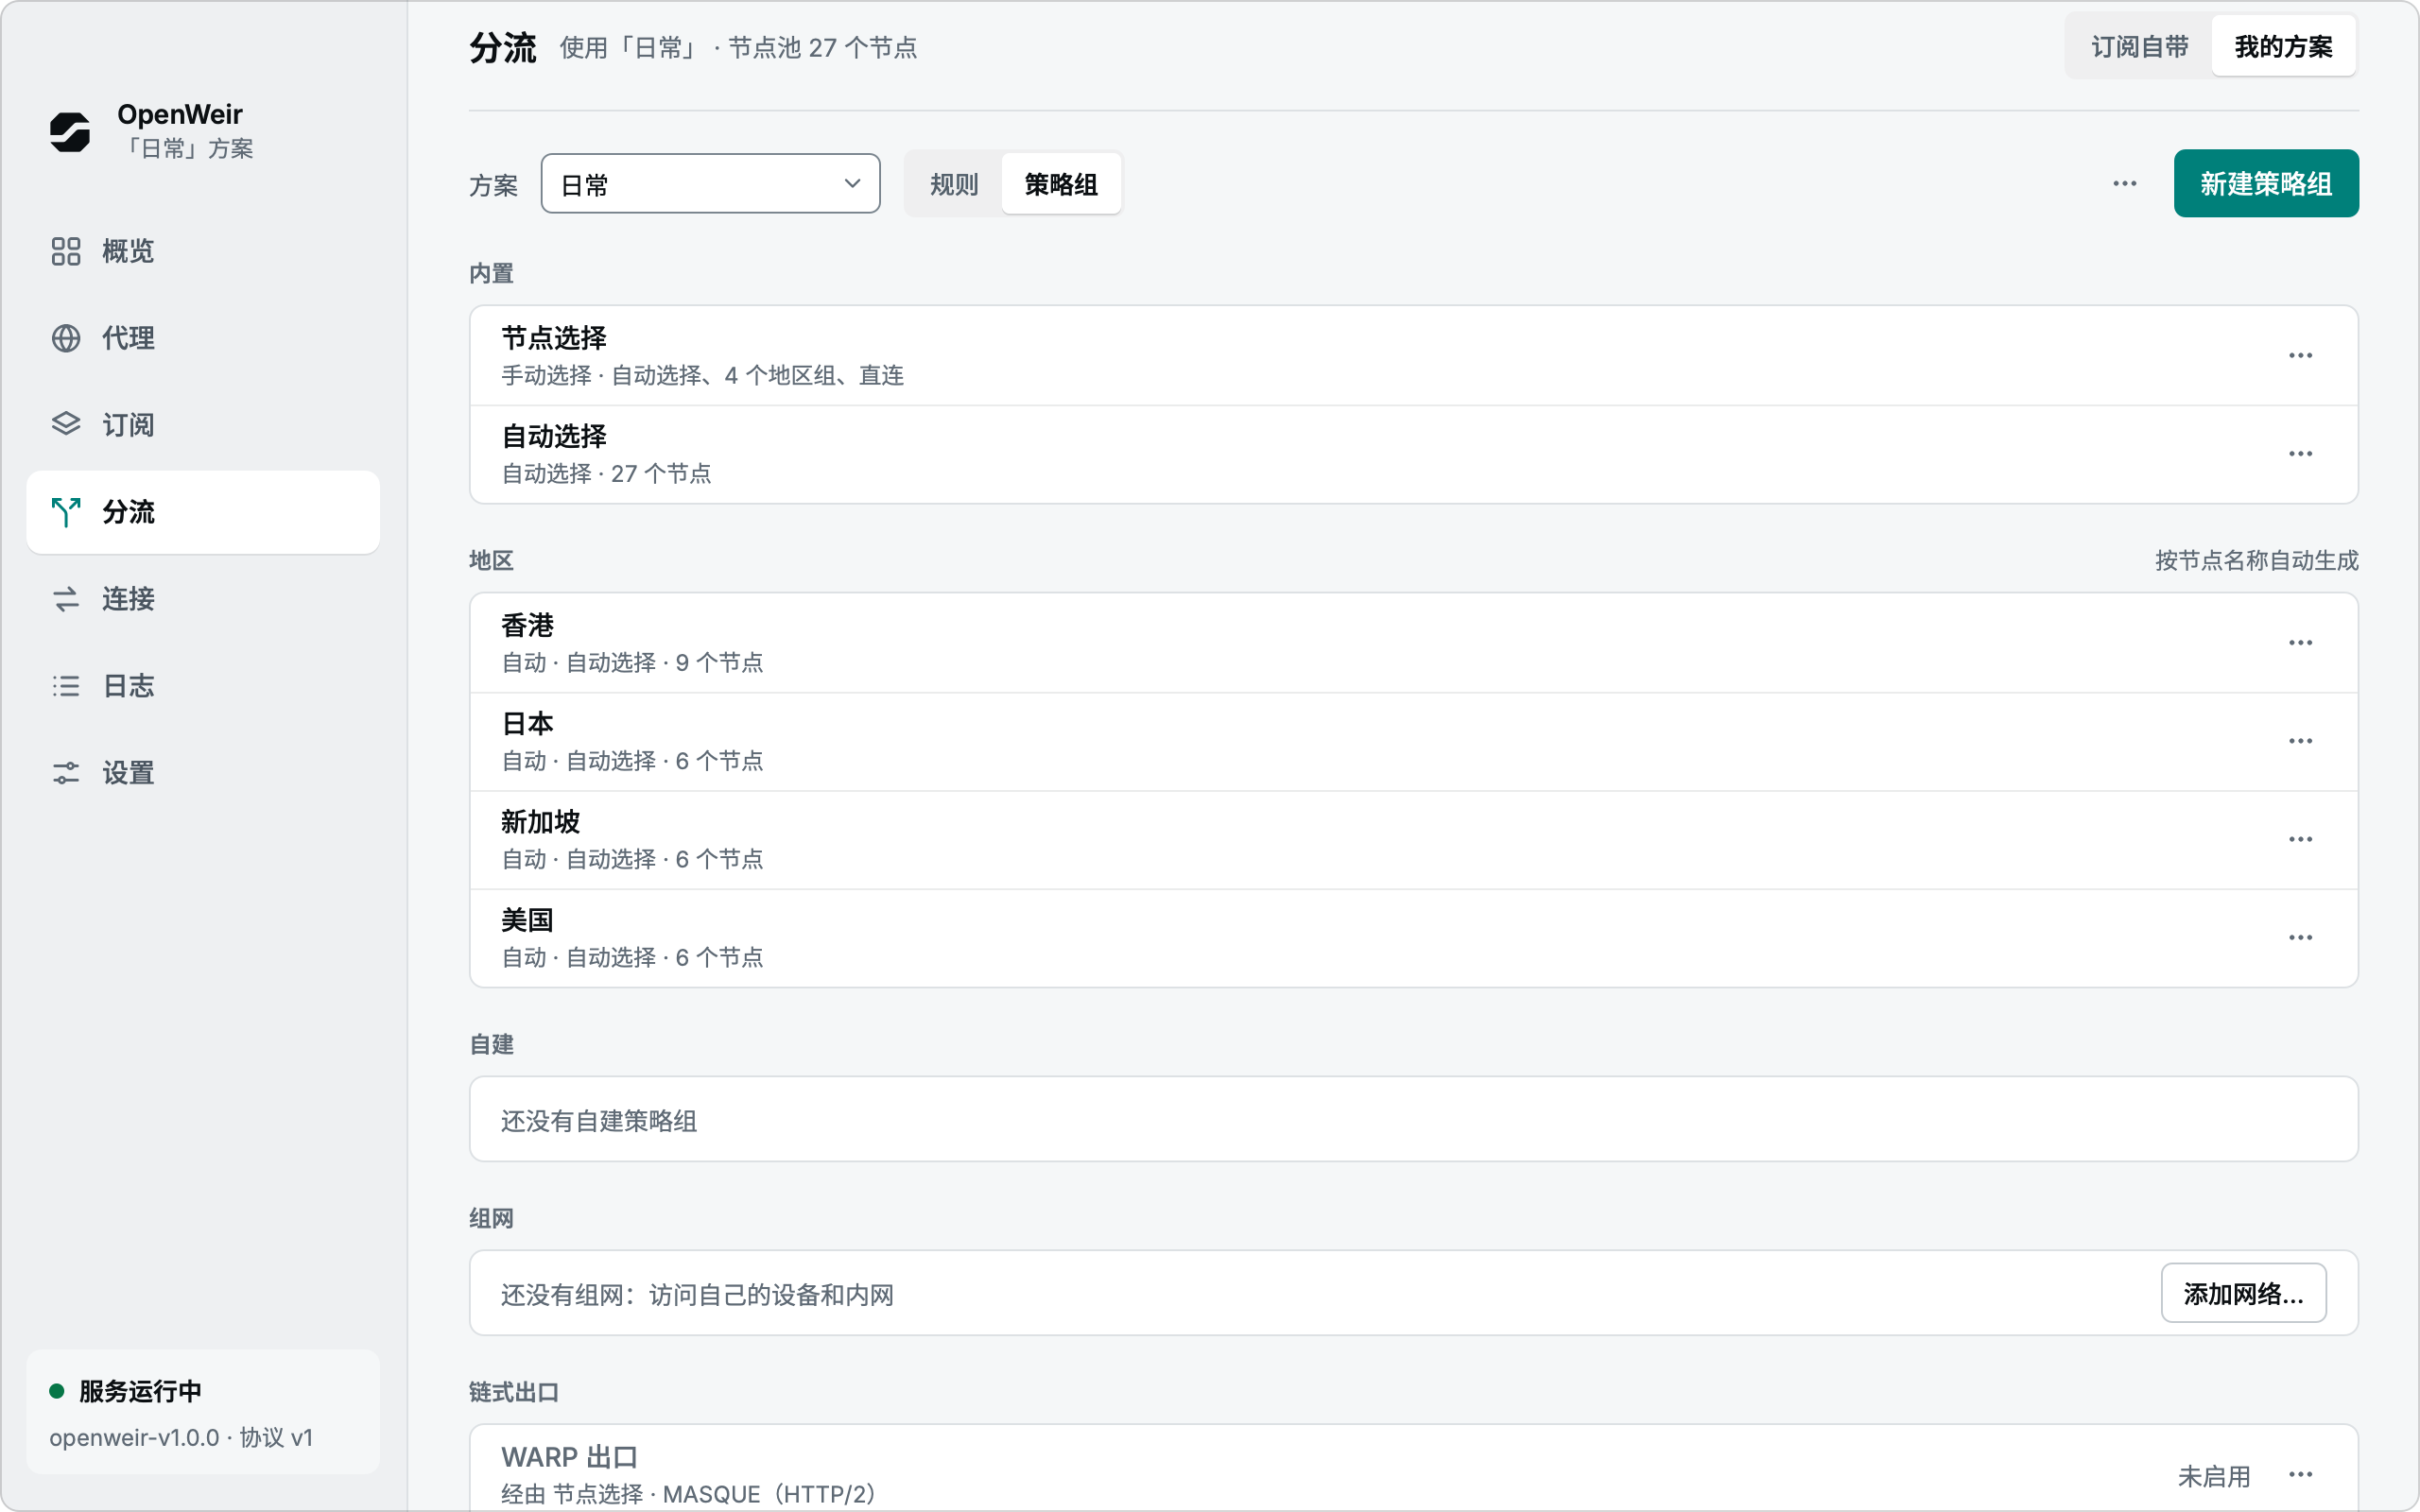 OpenWeir
「日常」方案
概览
代理
订阅
分流
连接
日志
设置
服务运行中
openweir-v1.0.0 · 协议 v1
分流 使用「日常」 · 节点池 27 个节点
订阅自带 我的方案
方案 日常 规则 策略组 新建策略组
内置
节点选择
手动选择 · 自动选择、4 个地区组、直连
自动选择
自动选择 · 27 个节点
地区 按节点名称自动生成
香港
自动 · 自动选择 · 9 个节点
日本
自动 · 自动选择 · 6 个节点
新加坡
自动 · 自动选择 · 6 个节点
美国
自动 · 自动选择 · 6 个节点
自建
还没有自建策略组
组网
还没有组网：访问自己的设备和内网 添加网络...
链式出口
WARP 出口
经由 节点选择 · MASQUE（HTTP/2）
未启用